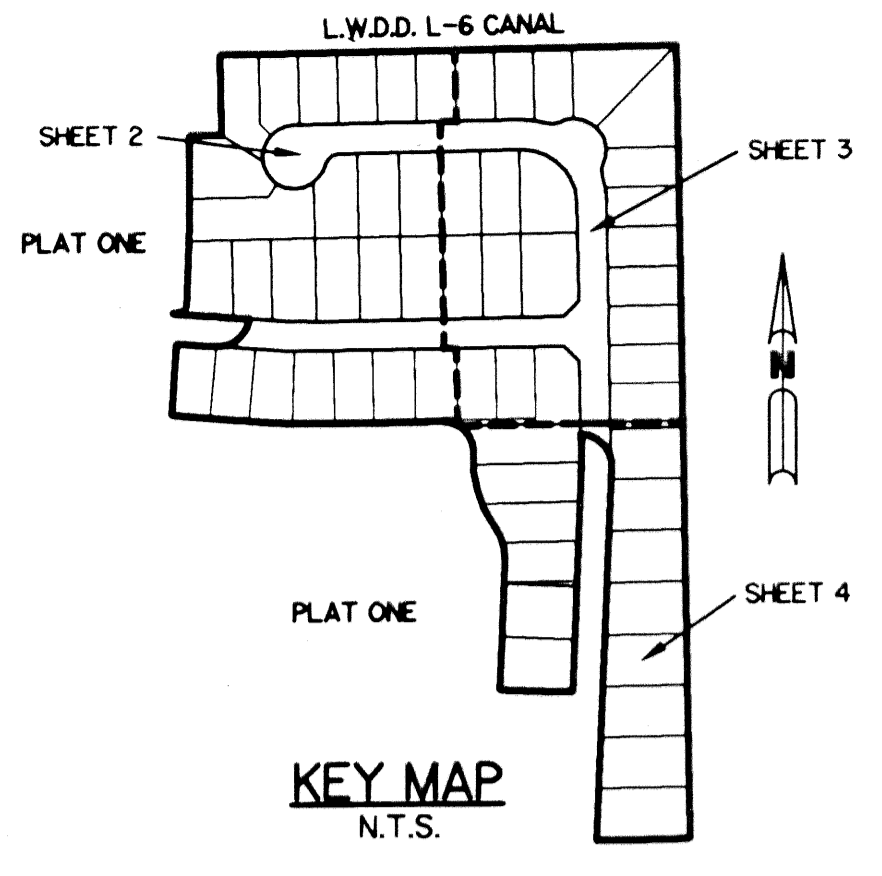 L.W.D.D. L-6 CANAL
SHEET 2
SHEET 3
PLAT ONE
N
SHEET 4
PLAT ONE
KEY MAP
N.T.S.